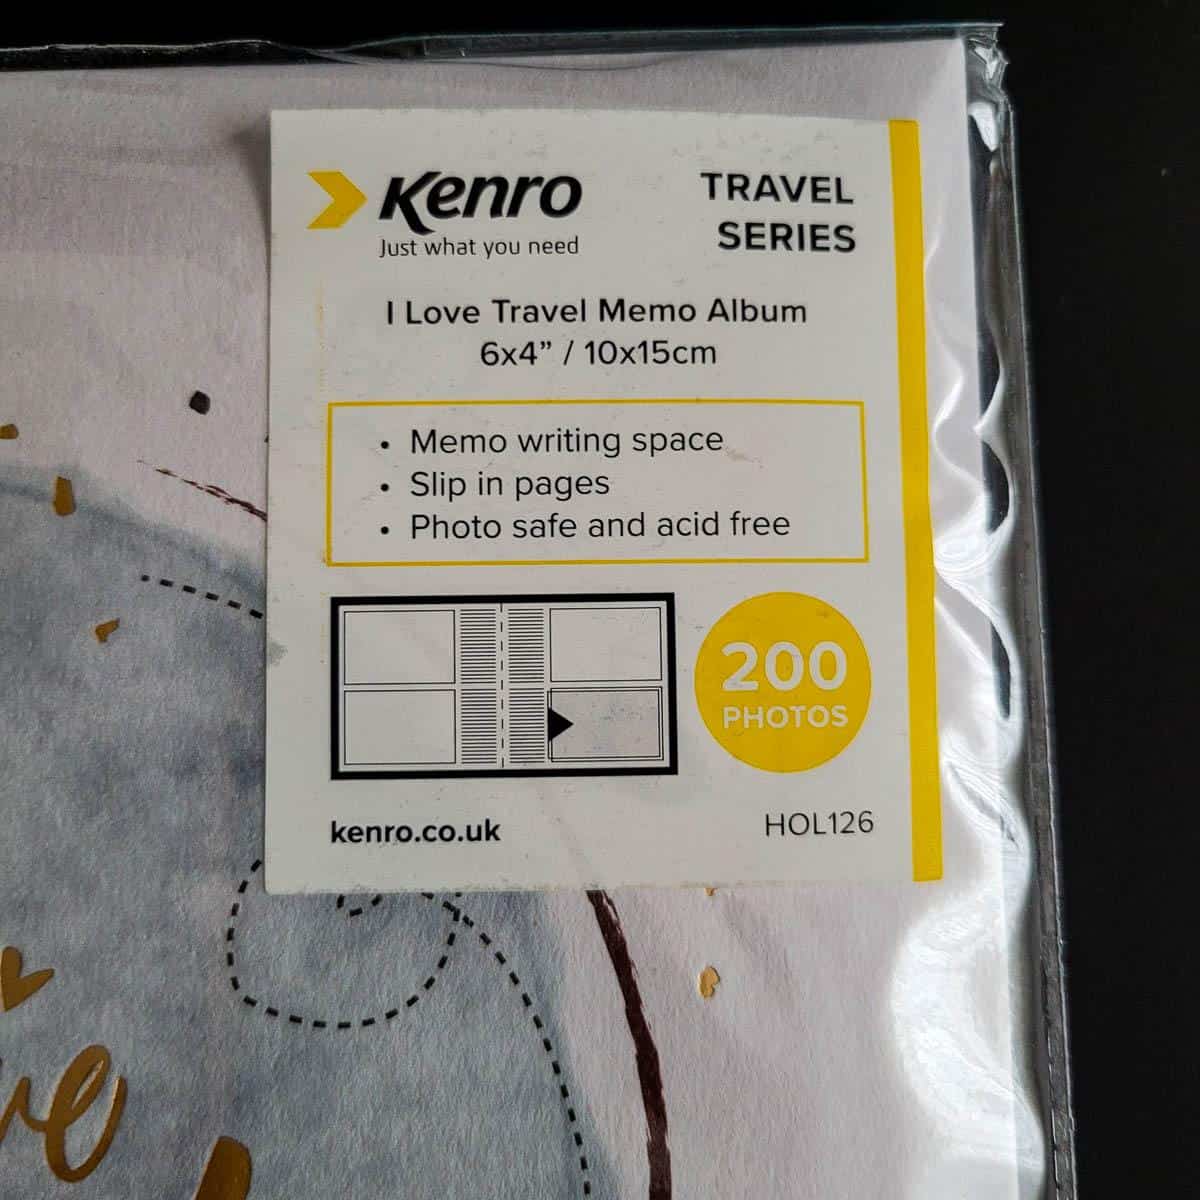 Kenro
Just what you need
TRAVEL
SERIES
I Love Travel Memo Album
6x4” / 10x15cm
• Memo writing space
• Slip in pages
• Photo safe and acid free
200
PHOTOS
kenro.co.uk
HOL126
ve